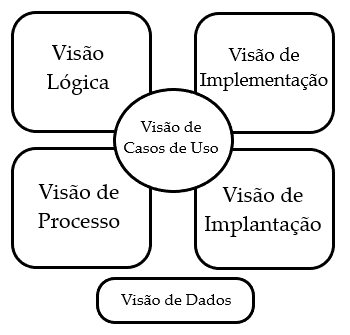 Visão
Lógica
Visão de
Implementação
Visão de
Casos de Uso
Visão de
Processo
Visão de
Implantação
Visão de Dados